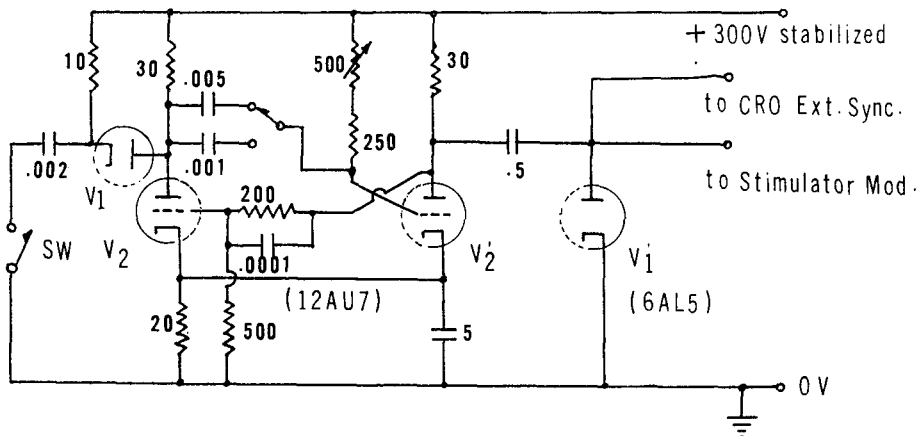 10
30
500
30
+ 300V stabilized
.005
to CRO Ext. Sync.
.002
.001
250
.5
V1
200
to Stimulator Mod.
SW
V2
.0001
V2'
V1'
(12AU7)
(6AL5)
20
500
5
0V